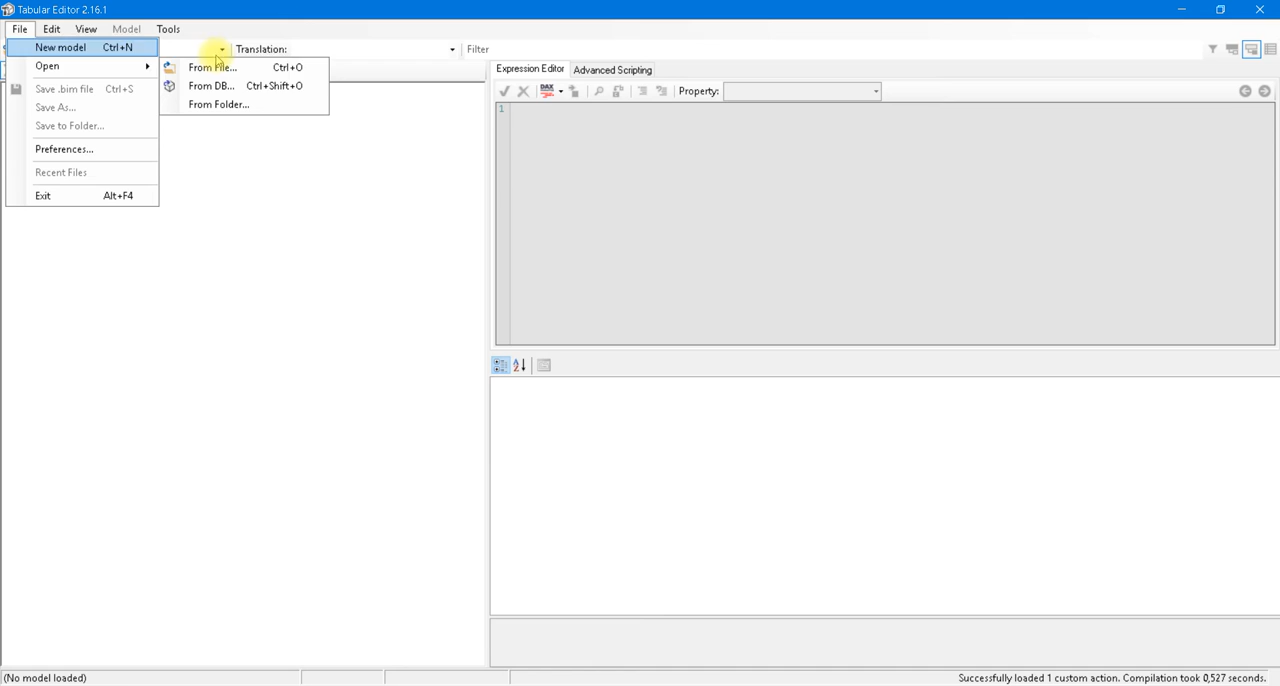 Tabular Editor 2.16.1
File Edit View Model Tools
New model Ctrl+N
Translation:
Filter
Open
From File... Ctrl+O
From DB... Ctrl+Shift+O
From Folder...
Save .bim file Ctrl+S
Save As...
Save to Folder...
Preferences...
Recent Files
Exit Alt+F4
Expression Editor Advanced Scripting
DAX
Property:
1
A
Z
(No model loaded)
Successfully loaded 1 custom action. Compilation took 0,527 seconds.